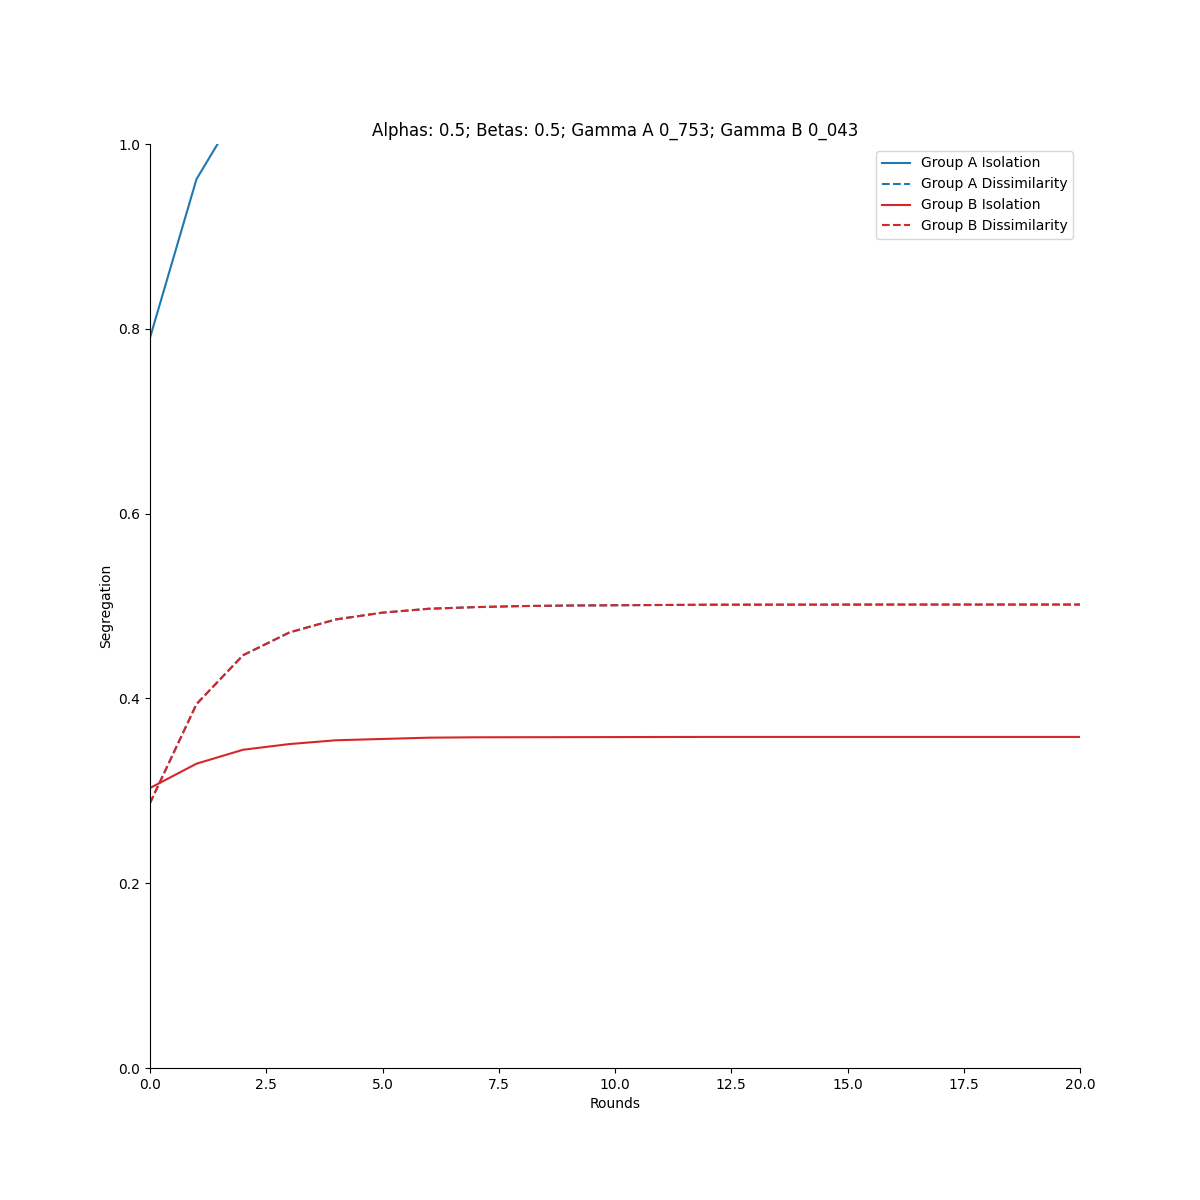 Alphas: 0.5; Betas: 0.5; Gamma A 0_753; Gamma B 0_043
Group A Isolation
Group A Dissimilarity
Group B Isolation
Group B Dissimilarity
1.0
0.8
0.6
0.4
0.2
0.0
Segregation
0.0 2.5 5.0 7.5 10.0 12.5 15.0 17.5 20.0
Rounds